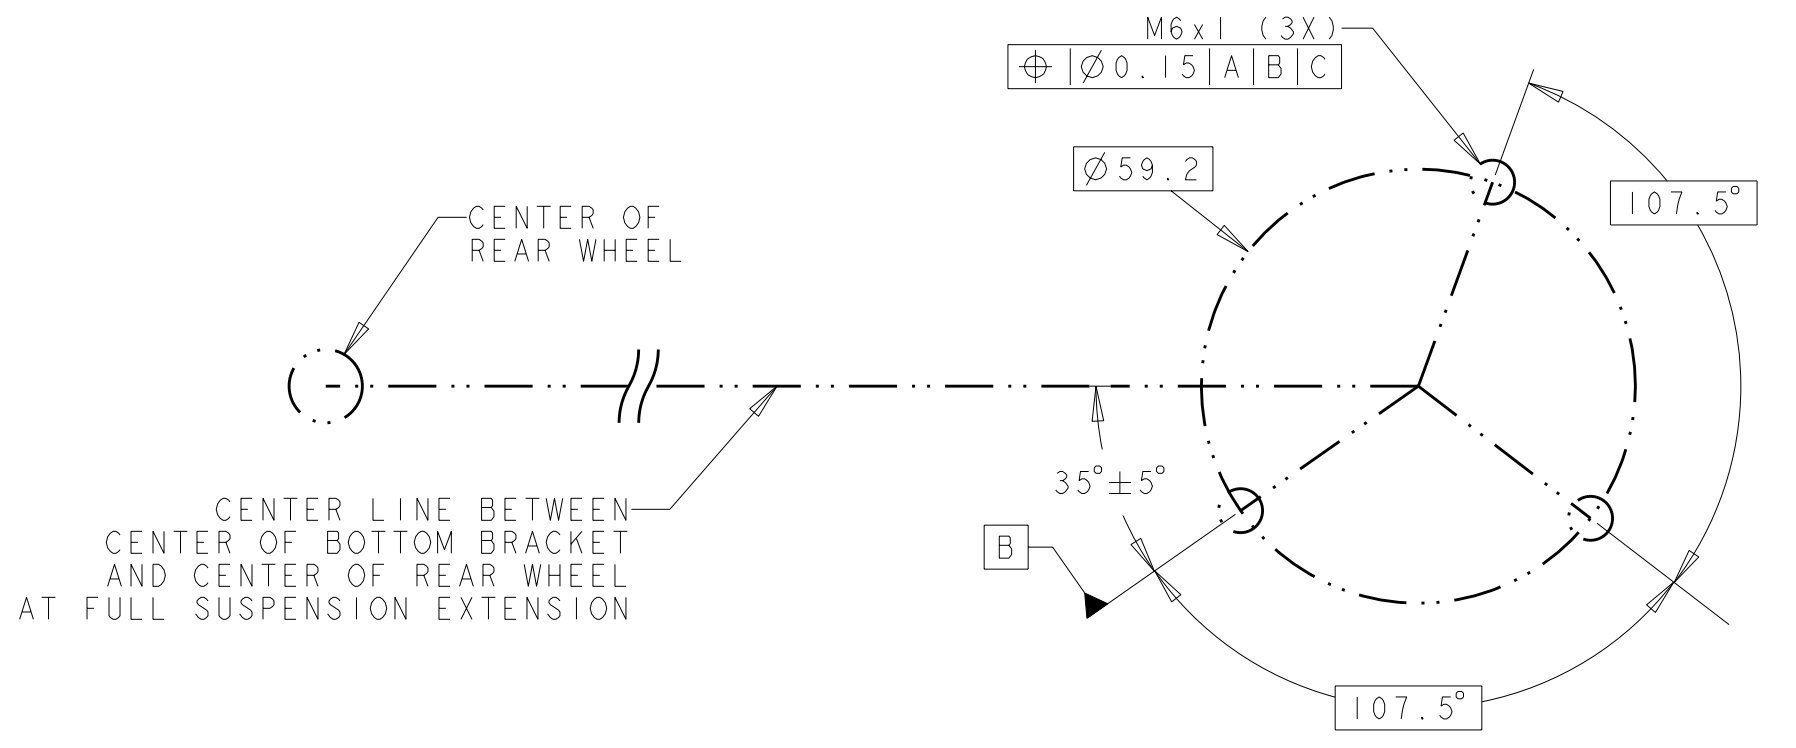 M6x1 (3X)
⌖ Ø0.15 A B C
Ø59.2
107.5°
CENTER OF
REAR WHEEL
35°±5°
CENTER LINE BETWEEN
CENTER OF BOTTOM BRACKET
AND CENTER OF REAR WHEEL
AT FULL SUSPENSION EXTENSION
B
107.5°